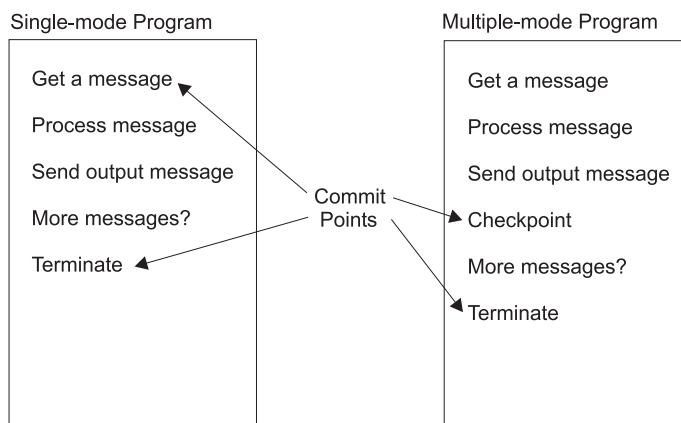 Single-mode Program
Get a message
Process message
Send output message
More messages?
Terminate
Commit
Points
Multiple-mode Program
Get a message
Process message
Send output message
Checkpoint
More messages?
Terminate